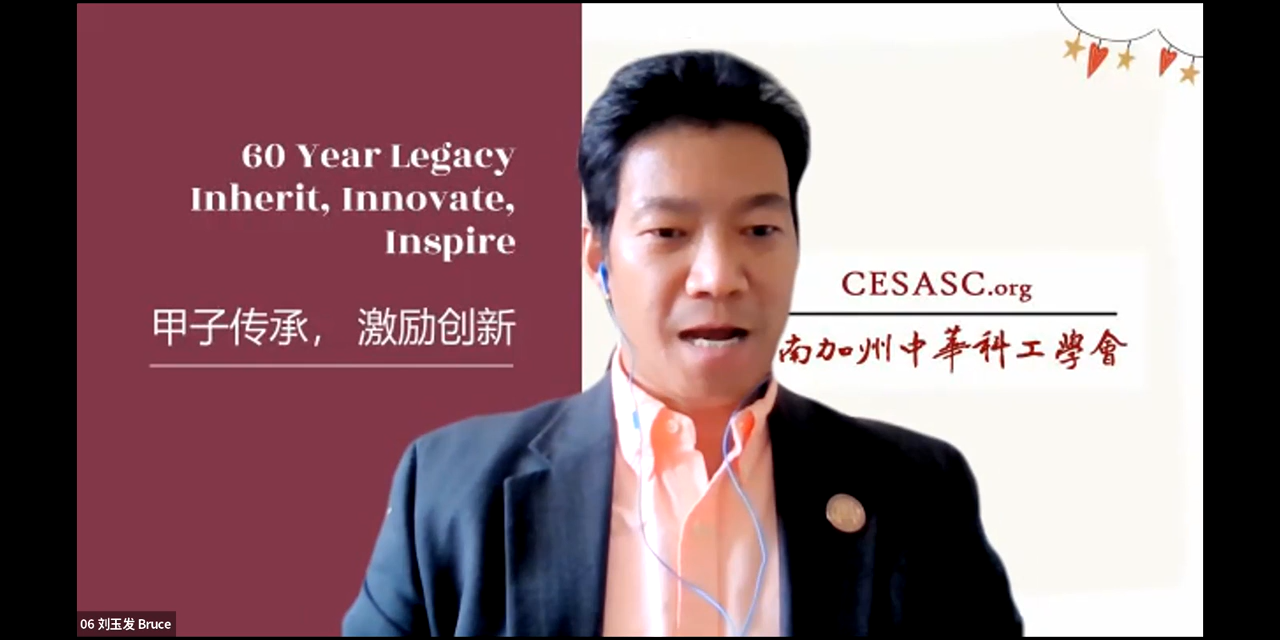 60 Year Legacy
Inherit, Innovate,
Inspire
甲子传承， 激励创新
CESASC.org
南加州中華科工學會
06 刘玉发 Bruce